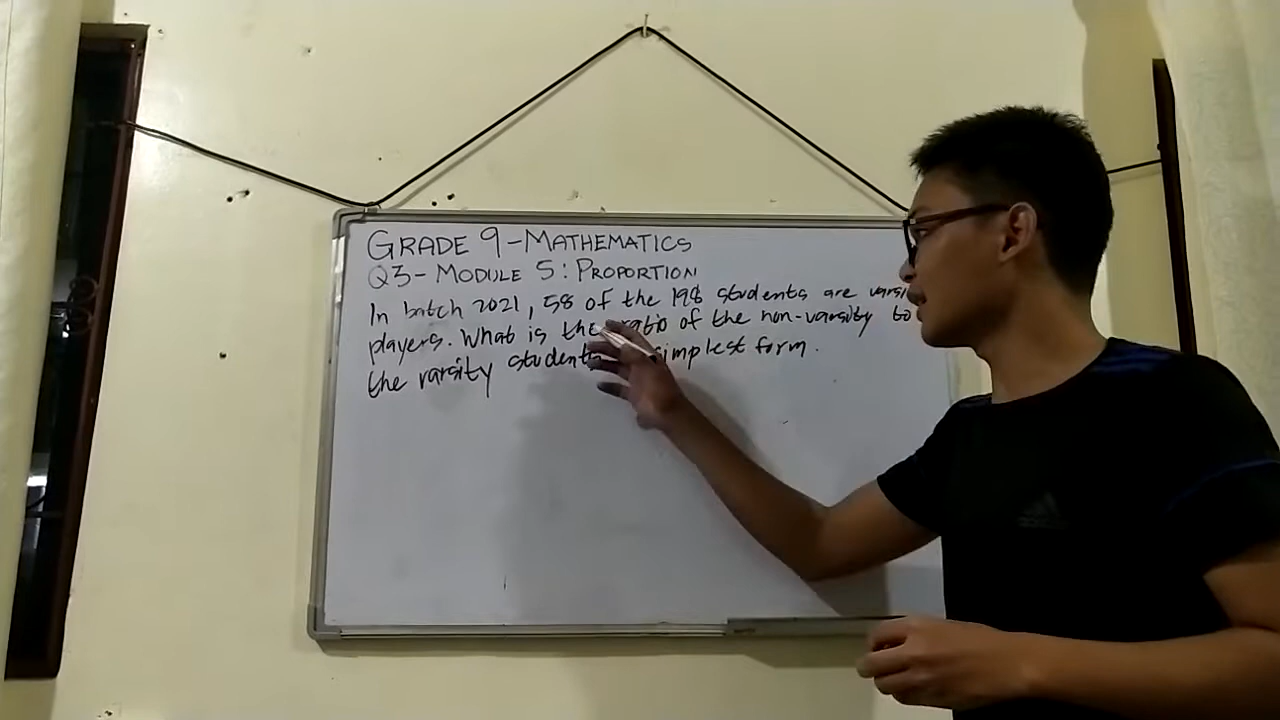 GRADE 9-MATHEMATICS
Q3- MODULE 5: PROPORTION
In batch 2021, 58 of the 198 students are
players. What is the ratio of the non-varsity to
the varsity students simplest form.